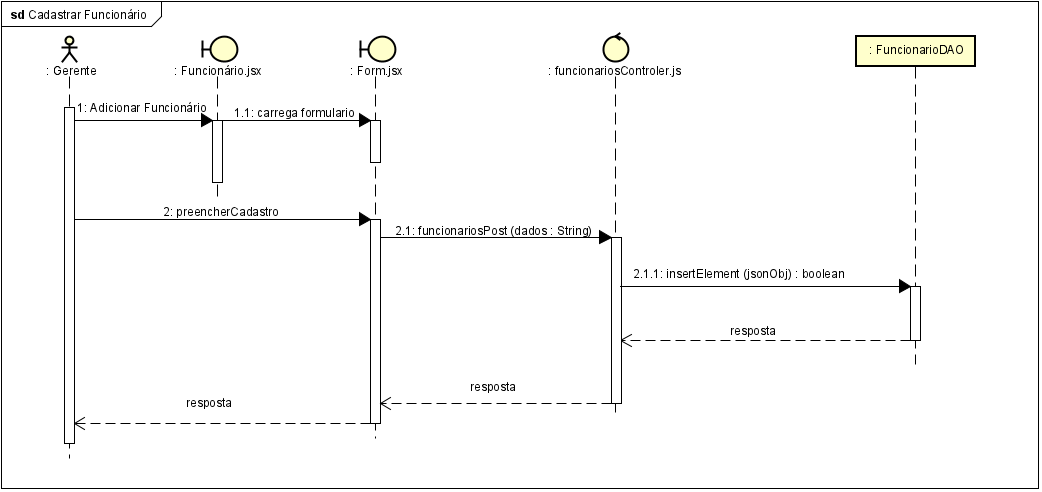 sd Cadastrar Funcionário
: Gerente
: Funcionário.jsx
: Form.jsx
: funcionariosControler.js
: FuncionarioDAO
1: Adicionar Funcionário
1.1: carrega formulario
2: preencherCadastro
2.1: funcionariosPost (dados : String)
2.1.1: insertElement (jsonObj) : boolean
resposta
resposta
resposta